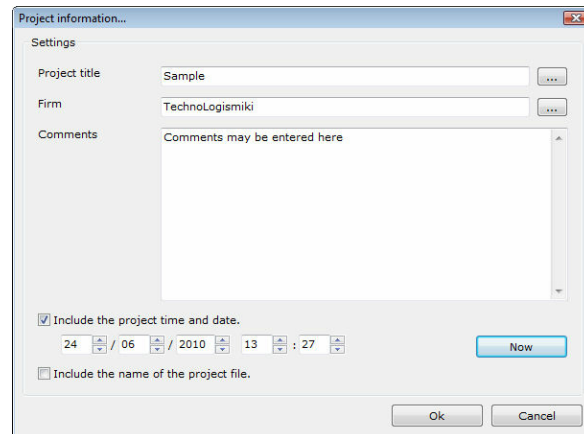 Project information...
Settings
Project title
Sample
...
Firm
TechnoLogismiki
...
Comments
Comments may be entered here
Include the project time and date.
24 / 06 / 2010 13 : 27
Now
Include the name of the project file.
Ok
Cancel